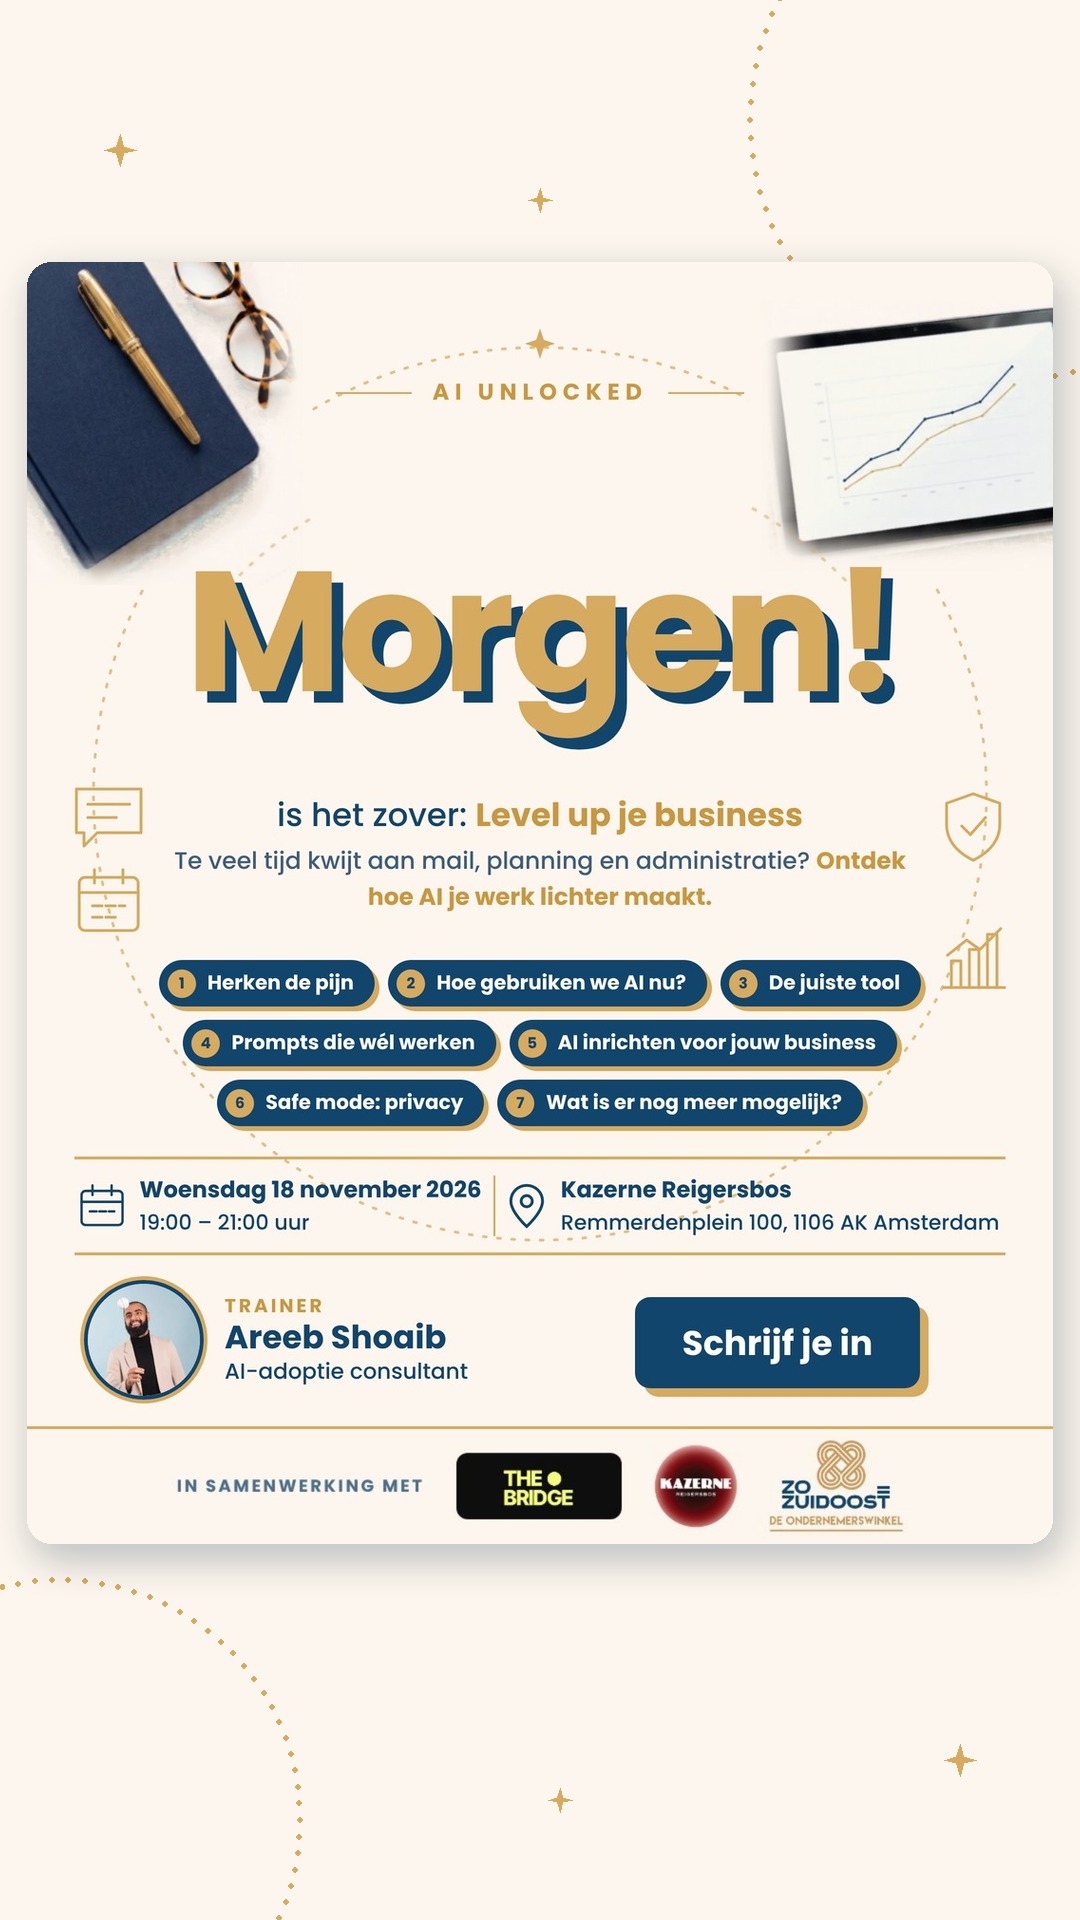 AI UNLOCKED
Morgen!
is het zover: Level up je business
Te veel tijd kwijt aan mail, planning en administratie? Ontdek
hoe AI je werk lichter maakt.
1 Herken de pijn
2 Hoe gebruiken we AI nu?
3 De juiste tool
4 Prompts die wél werken
5 AI inrichten voor jouw business
6 Safe mode: privacy
7 Wat is er nog meer mogelijk?
Woensdag 18 november 2026
19:00 – 21:00 uur
Kazerne Reigersbos
Remmerdenplein 100, 1106 AK Amsterdam
TRAINER
Areeb Shoaib
AI-adoptie consultant
Schrijf je in
IN SAMENWERKING MET
THE
BRIDGE
KAZERNE
REIGERSBOS
ZO
ZUIDOOST
DE ONDERNEMERSWINKEL